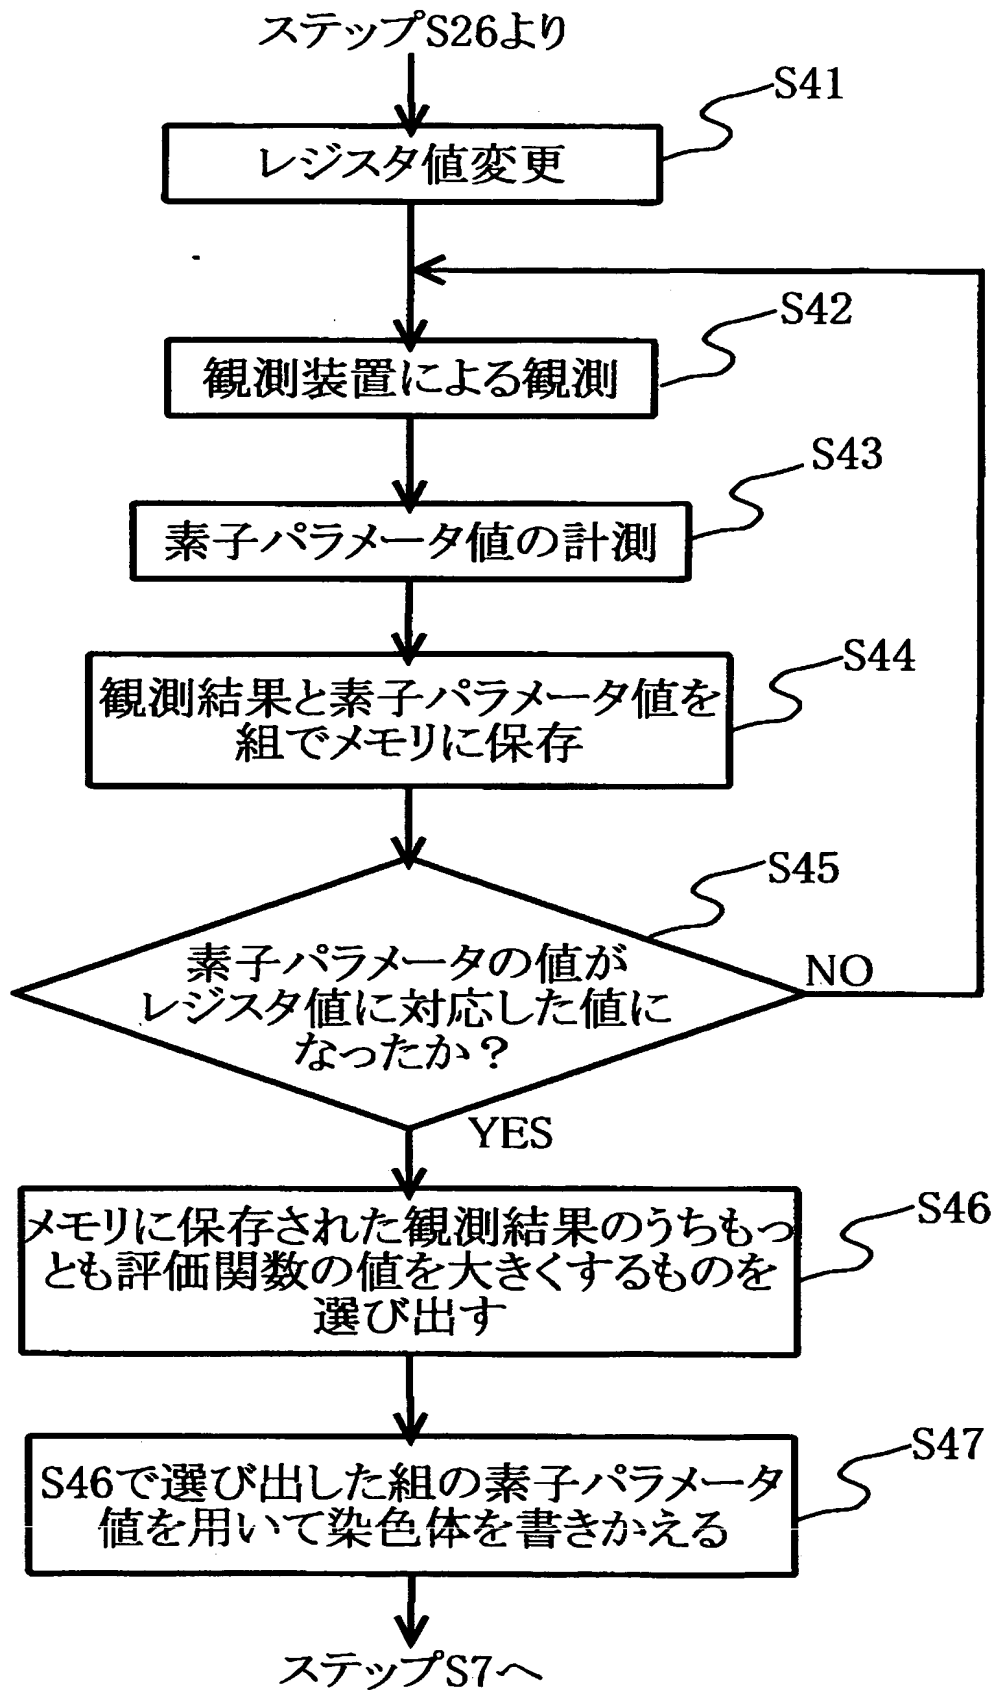 ステップS26より
S41
レジスタ値変更
S42
観測装置による観測
S43
素子パラメータ値の計測
S44
観測結果と素子パラメータ値を
組でメモリに保存
S45
素子パラメータの値が
レジスタ値に対応した値に
なったか？
NO
YES
S46
メモリに保存された観測結果のうちもっ
とも評価関数の値を大きくするものを
選び出す
S47
S46で選び出した組の素子パラメータ
値を用いて染色体を書きかえる
ステップS7へ